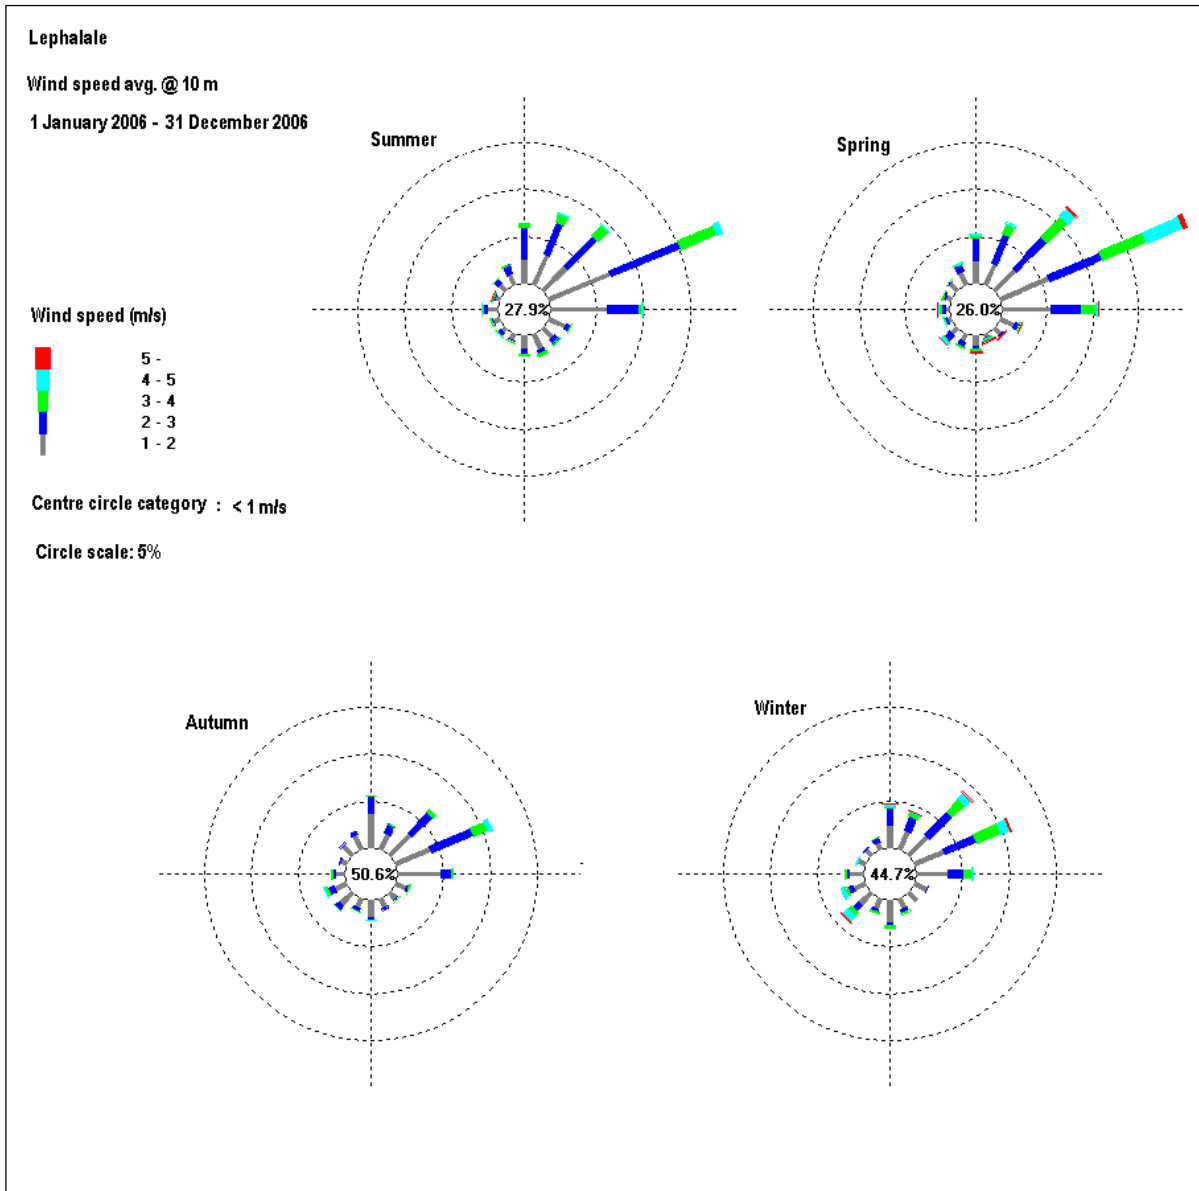 Lephalale
Wind speed avg. @ 10 m
1 January 2006 - 31 December 2006
Summer
Spring
27.9%
26.0%
Wind speed (m/s)
5 -
4 - 5
3 - 4
2 - 3
1 - 2
Centre circle category : < 1 m/s
Circle scale: 5%
Autumn
Winter
50.6%
44.7%